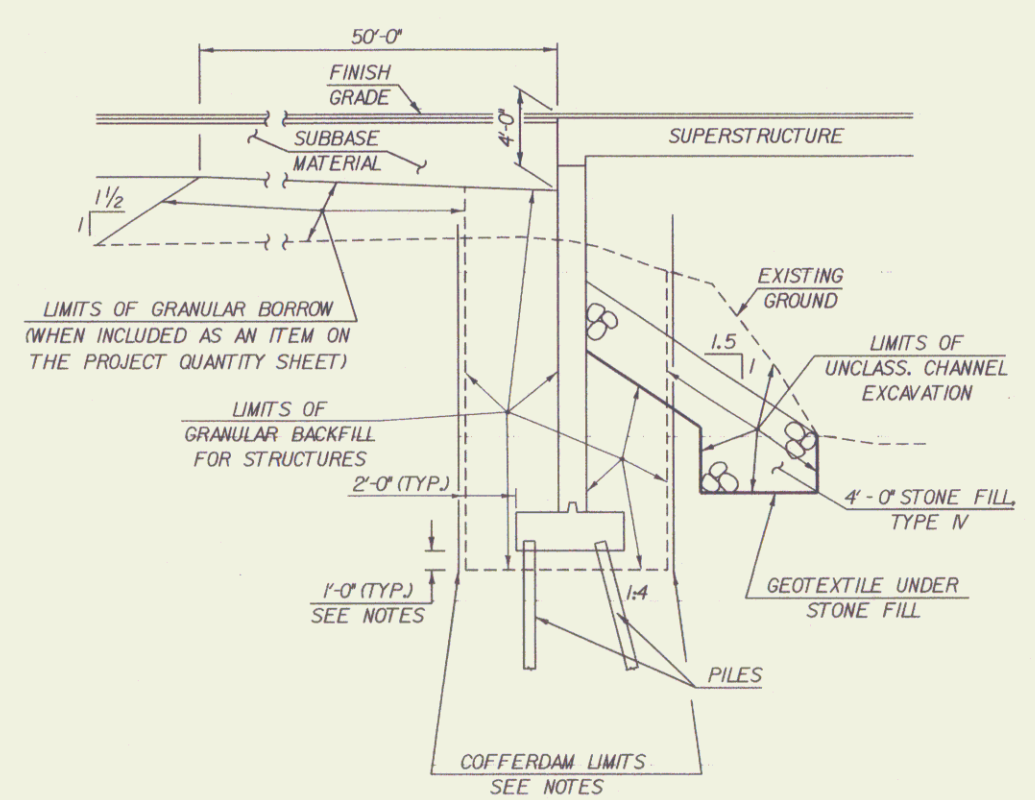 50'-0"
FINISH
GRADE
4'-0"
SUBBASE
MATERIAL
SUPERSTRUCTURE
1 1/2
1
EXISTING
GROUND
LIMITS OF GRANULAR BORROW
(WHEN INCLUDED AS AN ITEM ON
THE PROJECT QUANTITY SHEET)
1.5
1
LIMITS OF
UNCLASS. CHANNEL
EXCAVATION
LIMITS OF
GRANULAR BACKFILL
FOR STRUCTURES
2'-0" (TYP.)
4'-0" STONE FILL,
TYPE IV
1'-0" (TYP.)
SEE NOTES
1:4
GEOTEXTILE UNDER
STONE FILL
PILES
COFFERDAM LIMITS
SEE NOTES